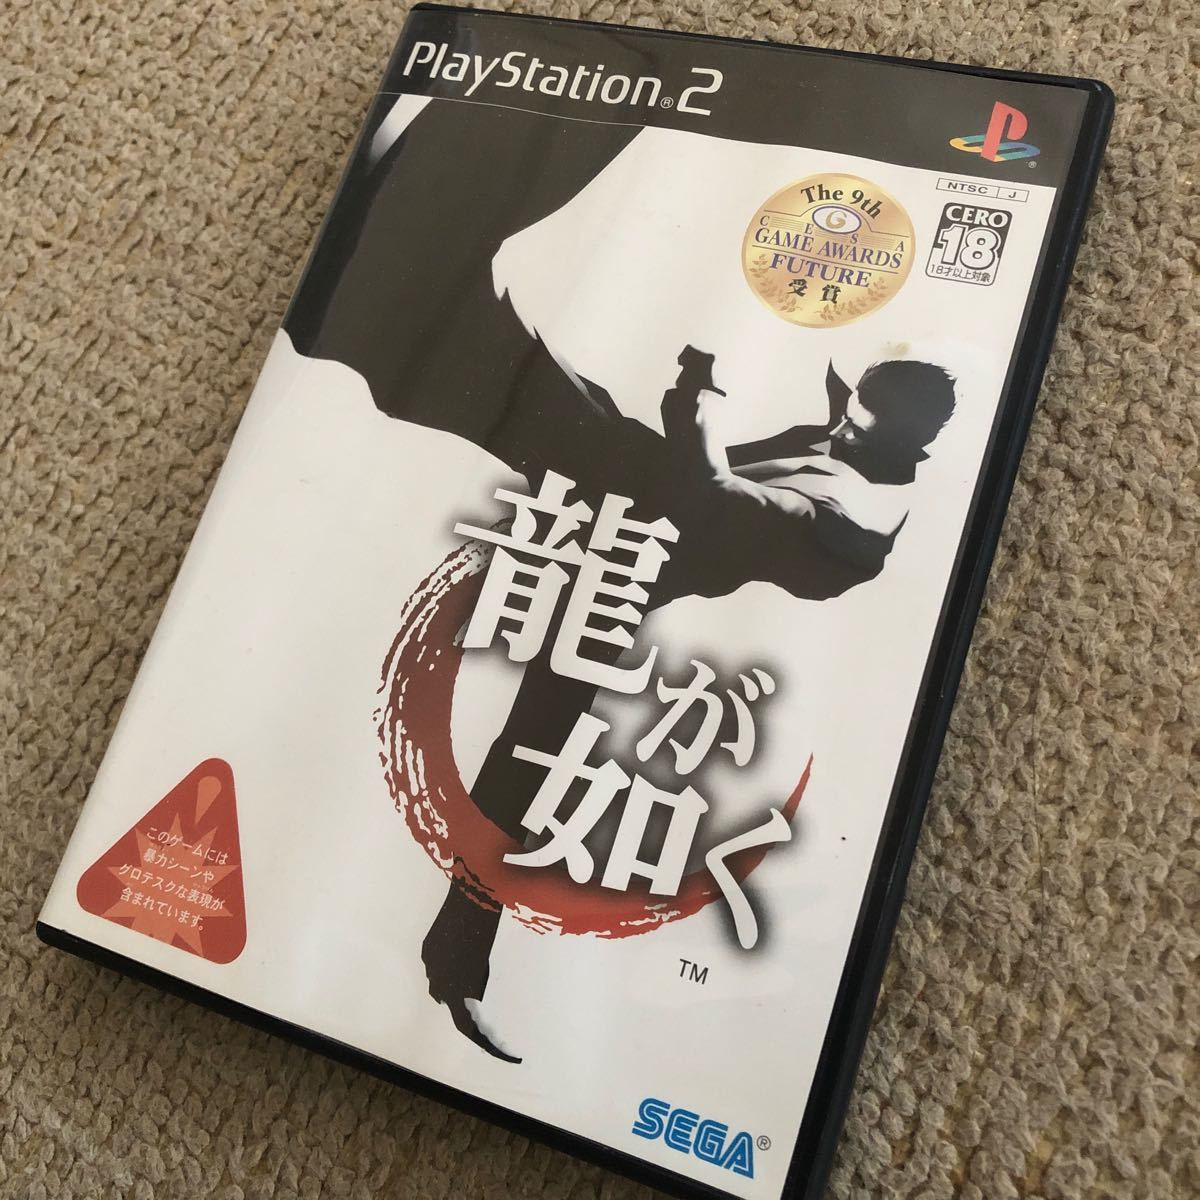 PlayStation®2
®
NTSC J
The 9th
CESA
GAME AWARDS
FUTURE
受賞
CERO
18
18才以上対象
龍が
如く
TM
このゲームには
暴力シーンや
グロテスクな表現が
含まれています。
SEGA®